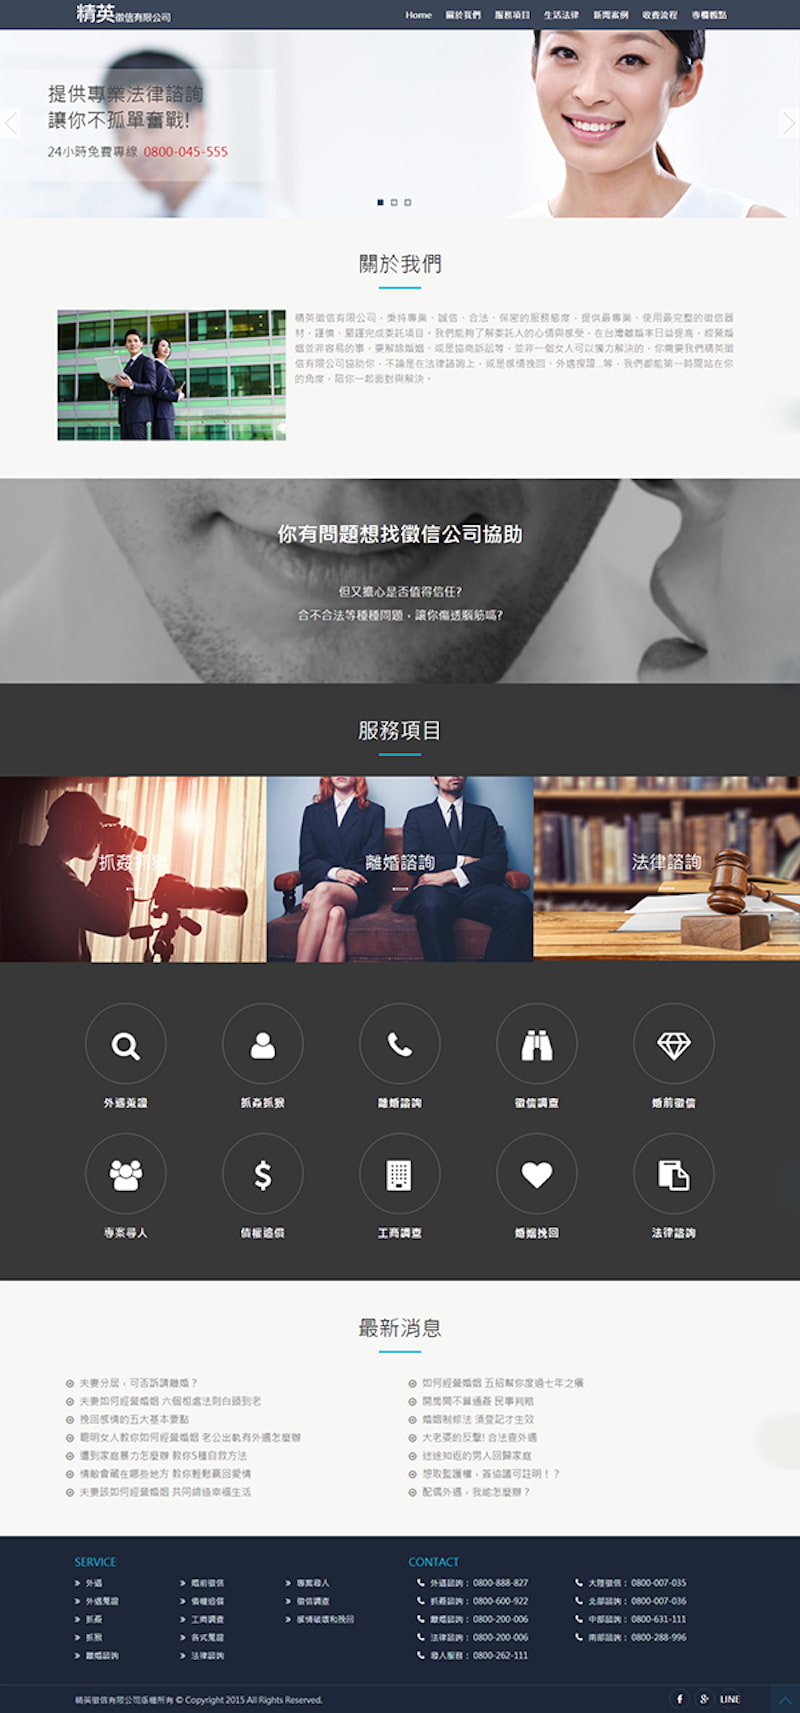 精英徵信有限公司
Home 關於我們 服務項目 生活法律 新聞案例 收費流程 專欄觀點
提供專業法律諮詢
讓你不孤單奮戰!
24小時免費專線 0800-045-555
關於我們
精英徵信有限公司，秉持專業、誠信、合法、保密的服務態度，提供最專業、使用最完整的徵信器
材，謹慎、嚴謹完成委託項目。我們能夠了解委託人的心情與感受，在台灣離婚率日益提高，經營婚
姻並非容易的事，要解除婚姻、或是協商訴訟等，並非一個女人可以獨力解決的，你需要我們精英徵
信有限公司協助你，不論是在法律諮詢上，或是感情挽回、外遇搜證...等，我們都能第一時間站在你
的角度，陪你一起面對與解決。
你有問題想找徵信公司協助
但又擔心是否值得信任?
合不合法等種種問題，讓你傷透腦筋嗎?
服務項目
抓姦抓猴 離婚諮詢 法律諮詢
外遇蒐證 抓姦抓猴 離婚諮詢 徵信調查 婚前徵信
專案尋人 債權追償 工商調查 婚姻挽回 法律諮詢
最新消息
夫妻分居，可否訴請離婚？
夫妻如何經營婚姻 六個相處法則白頭到老
挽回感情的五大基本要點
聰明女人教你如何經營婚姻 老公出軌有外遇怎麼辦
遭到家庭暴力怎麼辦 教你5種自救方法
情敵會藏在哪些地方 教你輕鬆贏回愛情
夫妻該如何經營婚姻 共同締造幸福生活
如何經營婚姻 五招幫你度過七年之癢
開房間不算通姦 民事判賠
婚姻制修法 須登記才生效
大老婆的反擊! 合法查外遇
迷途知返的男人回歸家庭
想取監護權，簽協議可註明！？
配偶外遇，我能怎麼辦？
SERVICE
外遇
外遇蒐證
抓姦
抓猴
離婚諮詢
婚前徵信
債權追償
工商調查
各式蒐證
法律諮詢
專案尋人
徵信調查
感情破壞和挽回
CONTACT
外遇諮詢： 0800-888-827
抓姦諮詢： 0800-600-922
離婚諮詢： 0800-200-006
法律諮詢： 0800-200-006
尋人服務： 0800-262-111
大陸徵信： 0800-007-035
北部諮詢： 0800-007-036
中部諮詢： 0800-631-111
南部諮詢： 0800-288-996
精英徵信有限公司版權所有 © Copyright 2015 All Rights Reserved.
LINE